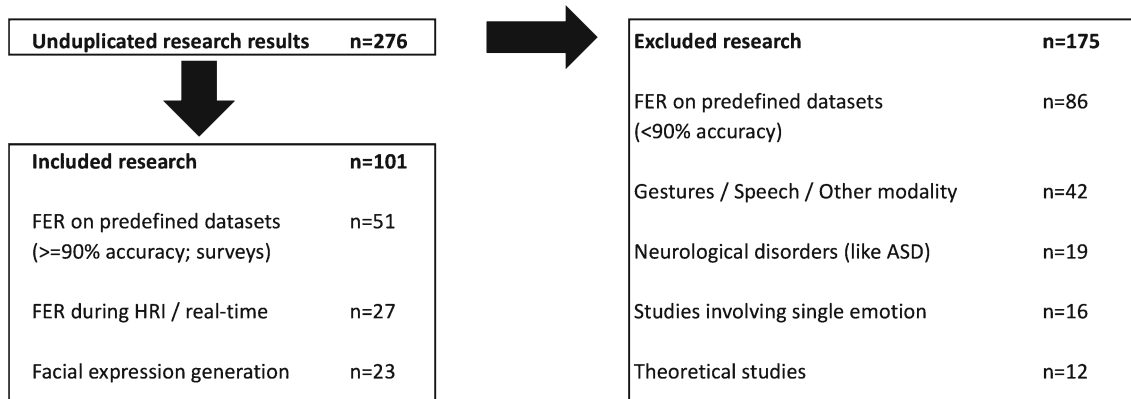 Unduplicated research results n=276
Included research n=101
FER on predefined datasets n=51
(>=90% accuracy; surveys)
FER during HRI / real-time n=27
Facial expression generation n=23
Excluded research n=175
FER on predefined datasets n=86
(<90% accuracy)
Gestures / Speech / Other modality n=42
Neurological disorders (like ASD) n=19
Studies involving single emotion n=16
Theoretical studies n=12